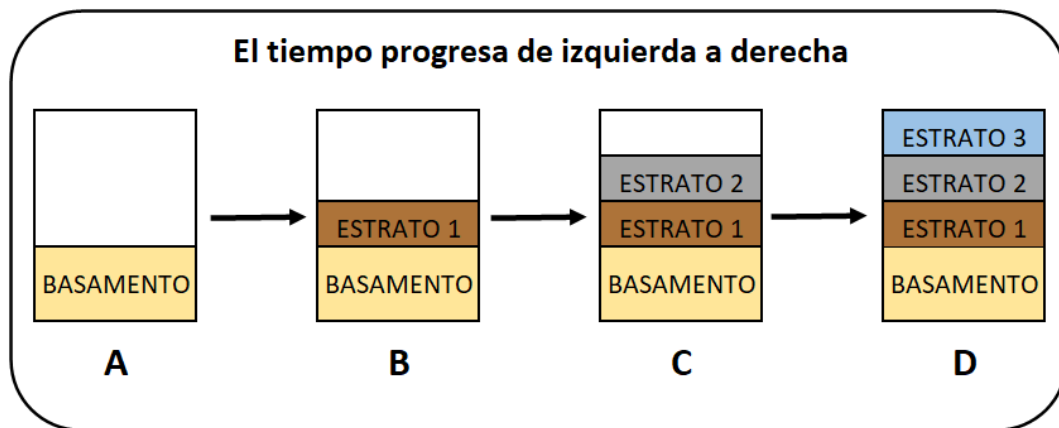 El tiempo progresa de izquierda a derecha
BASAMENTO
A
ESTRATO 1
BASAMENTO
B
ESTRATO 2
ESTRATO 1
BASAMENTO
C
ESTRATO 3
ESTRATO 2
ESTRATO 1
BASAMENTO
D